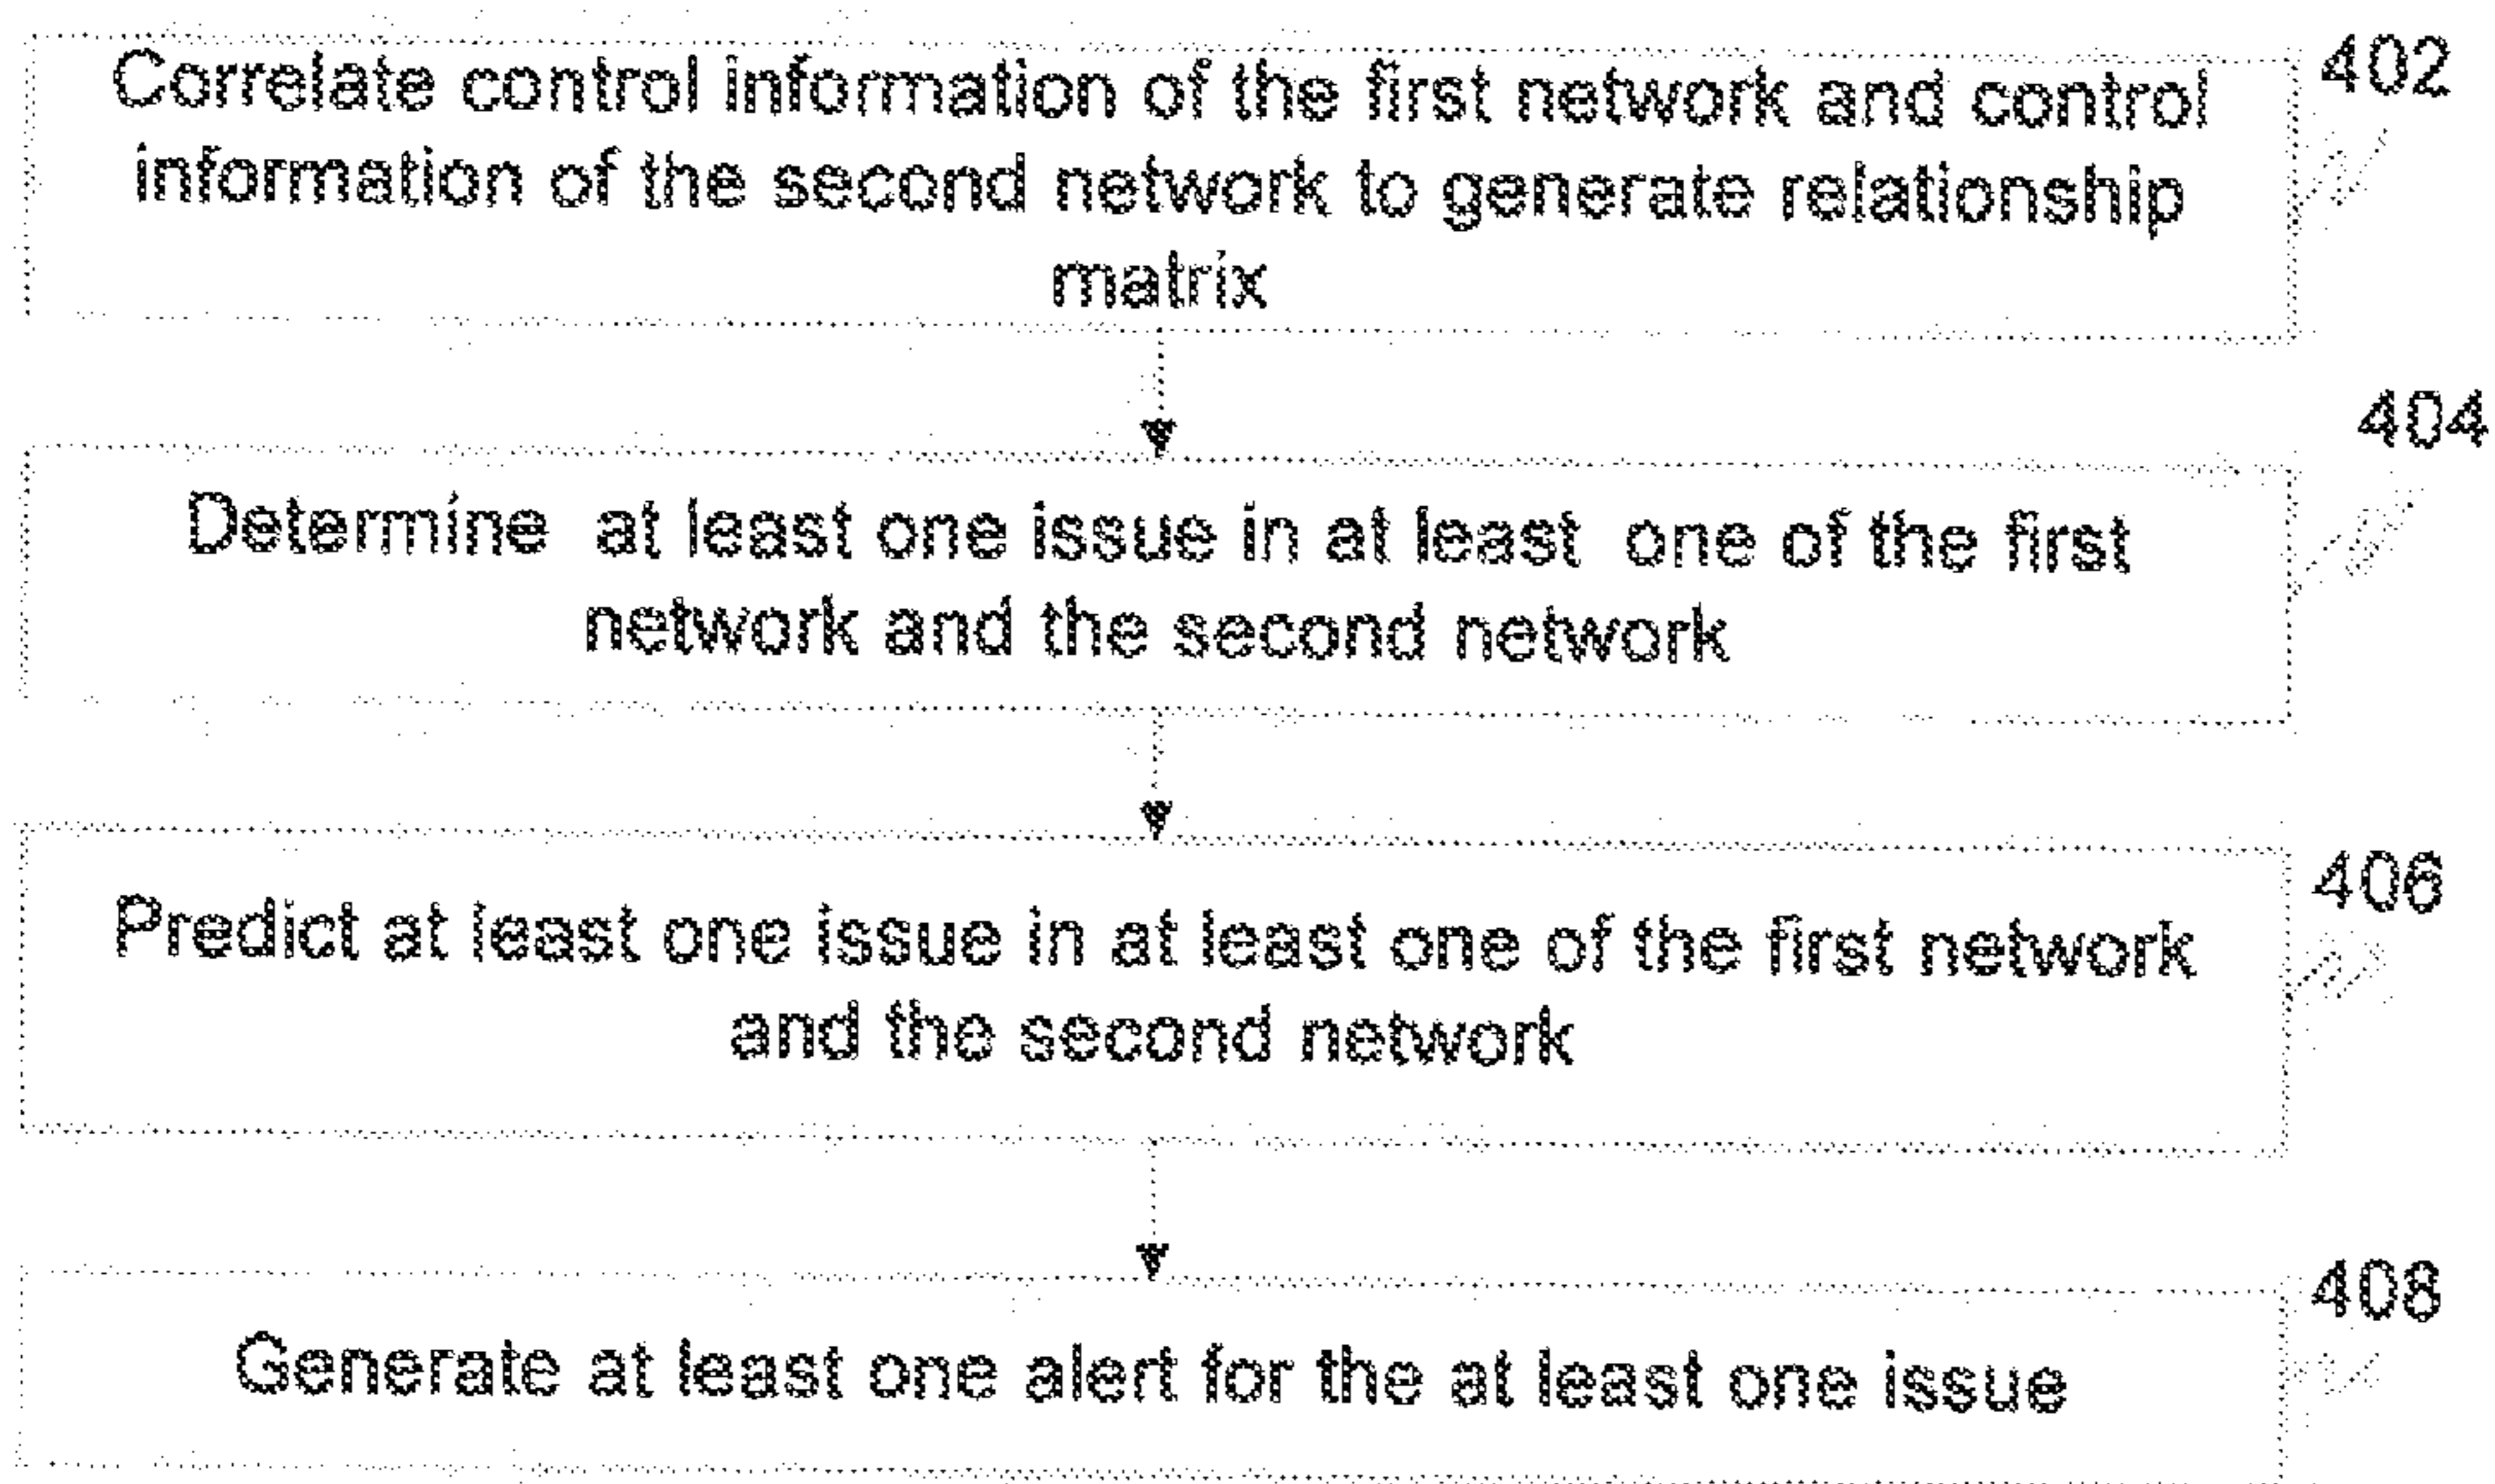 Correlate control information of the first network and control
information of the second network to generate relationship
matrix
402
404
Determine at least one issue in at least one of the first
network and the second network
406
Predict at least one issue in at least one of the first network
and the second network
408
Generate at least one alert for the at least one issue